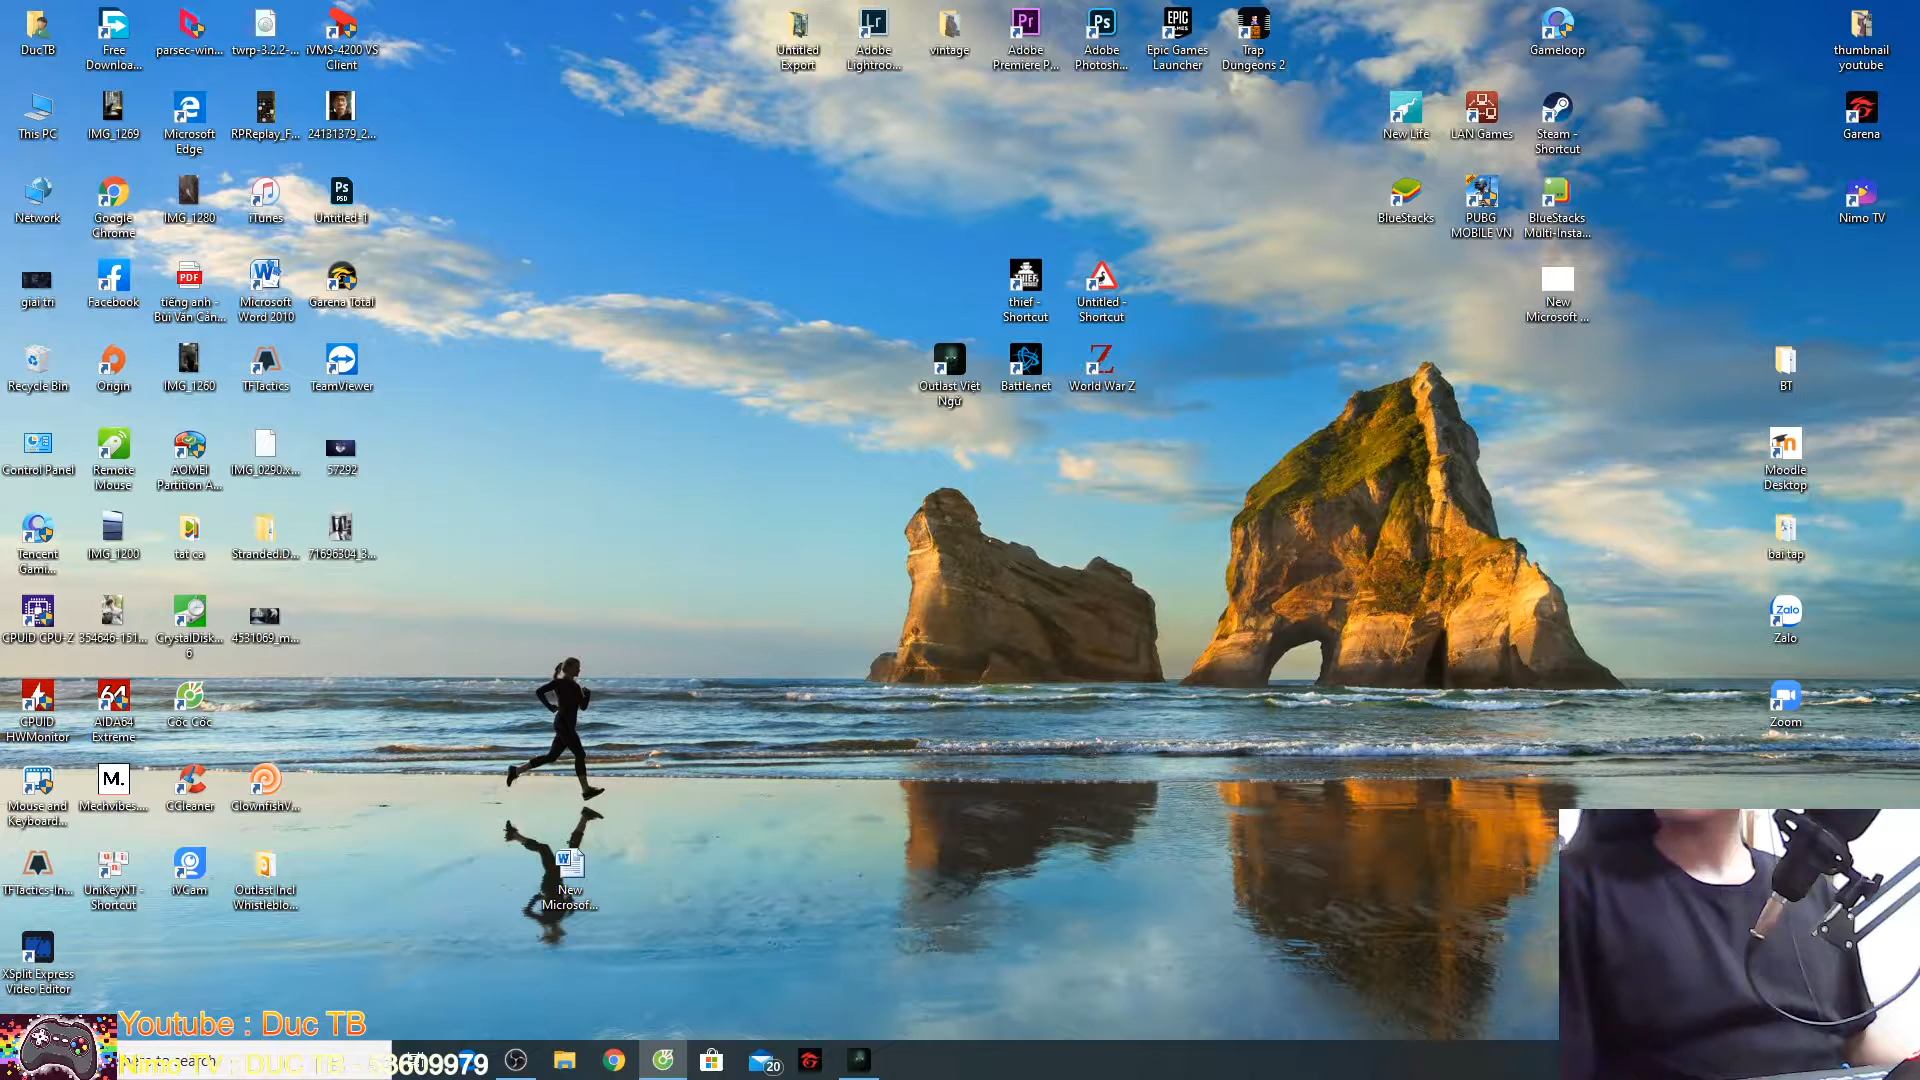 DucTB
Free
Downloa...
parsec-win...
twrp-3.2.2-...
iVMS-4200 VS
Client
Untitled
Export
Adobe
Lightroo...
vintage
Adobe
Premiere P...
Adobe
Photosh...
Epic Games
Launcher
Trap
Dungeons 2
Gameloop
thumbnail
youtube
This PC
IMG_1269
Microsoft
Edge
RPReplay_F...
24131379_2...
New Life
LAN Games
Steam -
Shortcut
Garena
Network
Google
Chrome
IMG_1280
iTunes
Untitled-1
BlueStacks
PUBG
MOBILE VN
BlueStacks
Multi-Insta...
Nimo TV
giải trí
Facebook
tiếng anh -
Bùi Văn Cản...
Microsoft
Word 2010
Garena Total
thief -
Shortcut
Untitled -
Shortcut
New
Microsoft ...
Recycle Bin
Origin
IMG_1260
TFTactics
TeamViewer
Outlast Việt
Ngữ
Battle.net
World War Z
BT
Control Panel
Remote
Mouse
AOMEI
Partition A...
IMG_0290.x...
57292
Moodle
Desktop
Tencent
Gami...
IMG_1200
tat ca
Stranded.D...
71696304_3...
bai tap
CPUID CPU-Z
354646-151...
CrystalDisk...
6
4531069_m...
Zalo
CPUID
HWMonitor
AIDA64
Extreme
Cốc Cốc
Zoom
Mouse and
Keyboard...
Mechvibes....
CCleaner
ClownfishV...
TFTactics-In...
UniKeyNT -
Shortcut
iVCam
Outlast.Incl
Whistleblo...
New
Microsof...
XSplit Express
Video Editor
Youtube : Duc TB
Nimo Tv : DUC TB - 53609979
here to search
20